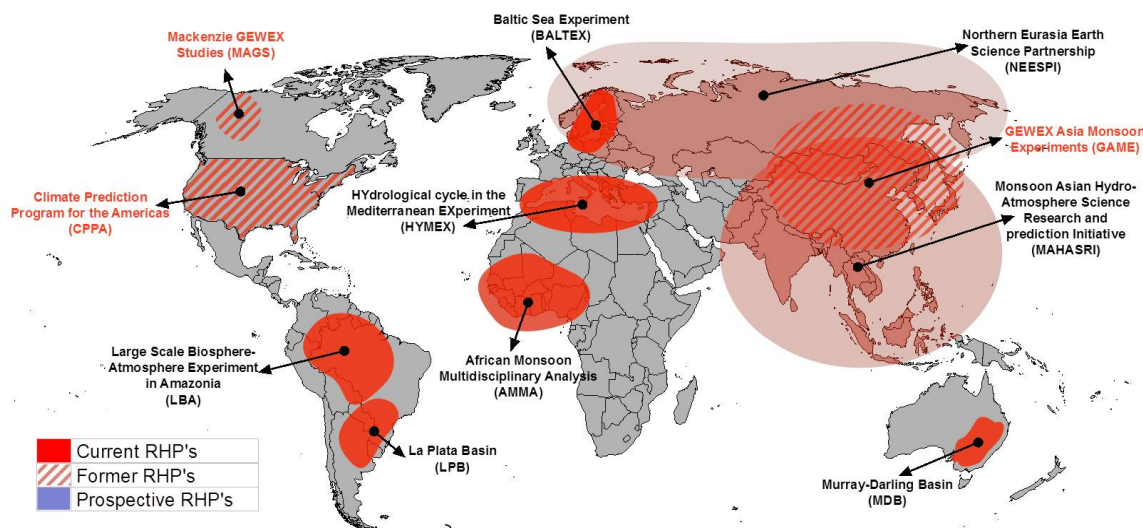 Mackenzie GEWEX
Studies (MAGS)
Baltic Sea Experiment
(BALTEX)
Northern Eurasia Earth
Science Partnership
(NEESPI)
GEWEX Asia Monsoon
Experiments (GAME)
Climate Prediction
Program for the Americas
(CPPA)
HYdrological cycle in the
Mediterranean EXperiment
(HYMEX)
Monsoon Asian Hydro-
Atmosphere Science
Research and
prediction Initiative
(MAHASRI)
Large Scale Biosphere-
Atmosphere Experiment
in Amazonia
(LBA)
African Monsoon
Multidisciplinary Analysis
(AMMA)
La Plata Basin
(LPB)
Murray-Darling Basin
(MDB)
Current RHP's
Former RHP's
Prospective RHP's